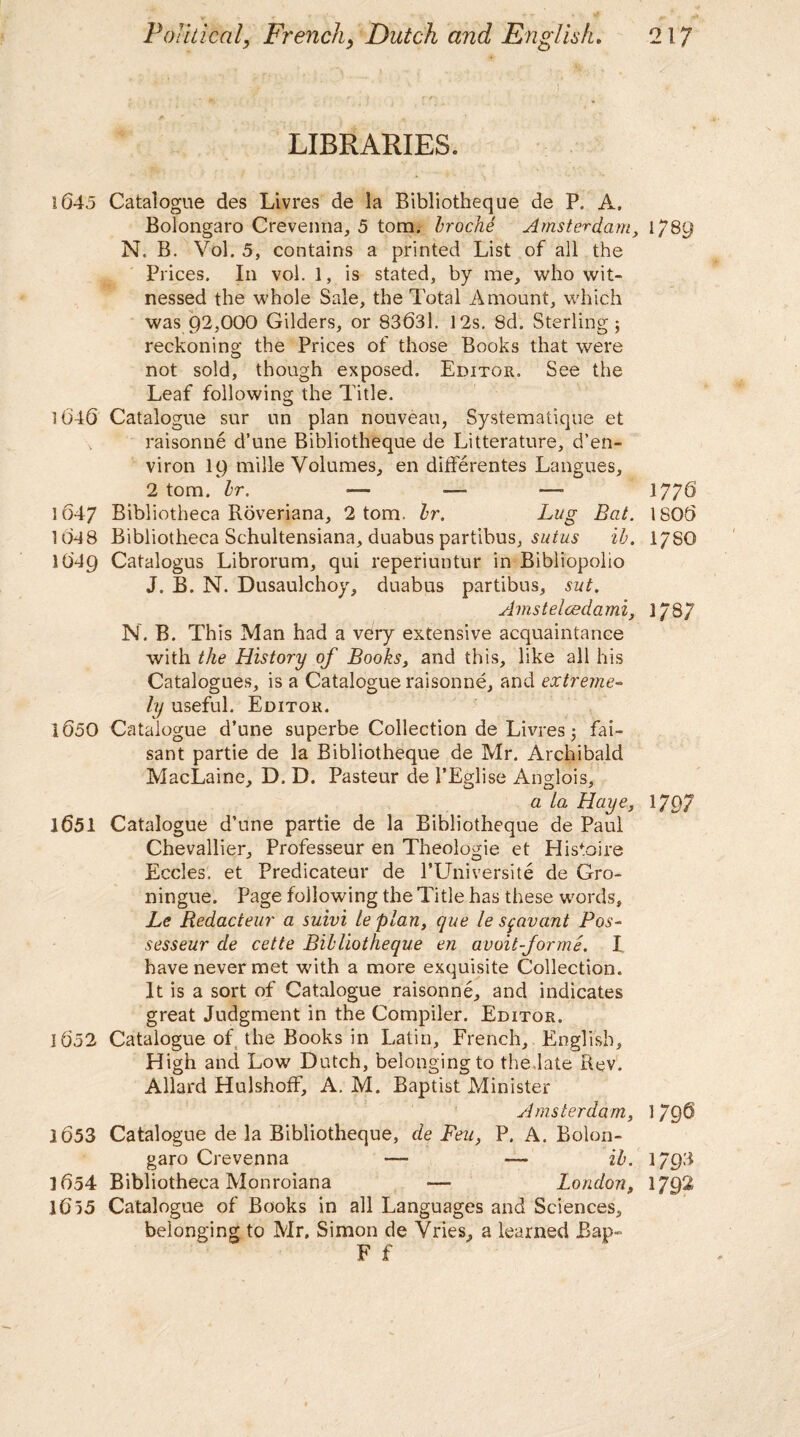 Political, French, Dutch and English. 217
LIBRARIES.
1645 Catalogue des Livres de la Bibliotheque de P. A.
Bolongaro Crevenna, 5 tom. broché Amsterdam, 1789
N. B. Vol. 5, contains a printed List of all the
Prices. In vol. 1, is stated, by me, who wit-
nessed the whole Sale, the Total Amount, which
was 92,000 Gilders, or 8363l. 12s. 8d. Sterling;
reckoning the Prices of those Books that were
not sold, though exposed. EDITOR. See the
Leaf following the Title.
1646 Catalogue sur un plan nouveau, Systematique et
raisonné d'une Bibliotheque de Litterature, d'en-
viron 19 mille Volumes, en différentes Langues,
2 tom. br. — — — 1776
1647 Bibliotheca Röveriana, 2 tom. br. Lug Bat. 1806
1648 Bibliotheca Schultensiana, duabus partibus, sutus ib. 1780
1649 Catalogus Librorum, qui reperiuntur in Bibliopolio
J. B. N. Dusaulchoy, duabus partibus, sut.
Amstelædami, 1787
N. B. This Man had a very extensive acquaintance
with the History of Books, and this, like all his
Catalogues, is a Catalogue raisonné, and extreme-
ly useful. EDITOR.
1650 Catalogue d'une superbe Collection de Livres; fai-
sant partie de la Bibliotheque de Mr. Archibald
MacLaine, D. D. Pasteur de l'Eglise Anglois,
a la Haye, 1797
1651 Catalogue d'une partie de la Bibliotheque de Paul
Chevallier, Professeur en Theologie et Histoire
Eccles. et Predicateur de l'Université de Gro-
ningue. Page following the Title has these words,
Le Redacteur a suivi le plan, que le sçavant Pos-
sesseur de cette Bibliotheque en avoit-formé. I
have never met with a more exquisite Collection.
It is a sort of Catalogue raisonné, and indicates
great Judgment in the Compiler. EDITOR.
1652 Catalogue of the Books in Latin, French, English,
High and Low Dutch, belonging to the late Rev.
Allard Hulshoff, A. M. Baptist Minister
Amsterdam, 1796
1653 Catalogue de la Bibliotheque, de Feu, P. A. Bolon-
garo Crevenna — — ib. 1793
1654 Bibliotheca Monroiana — London, 1792
1655 Catalogue of Books in all Languages and Sciences,
belonging to Mr. Simon de Vries, a learned Bap-
F f